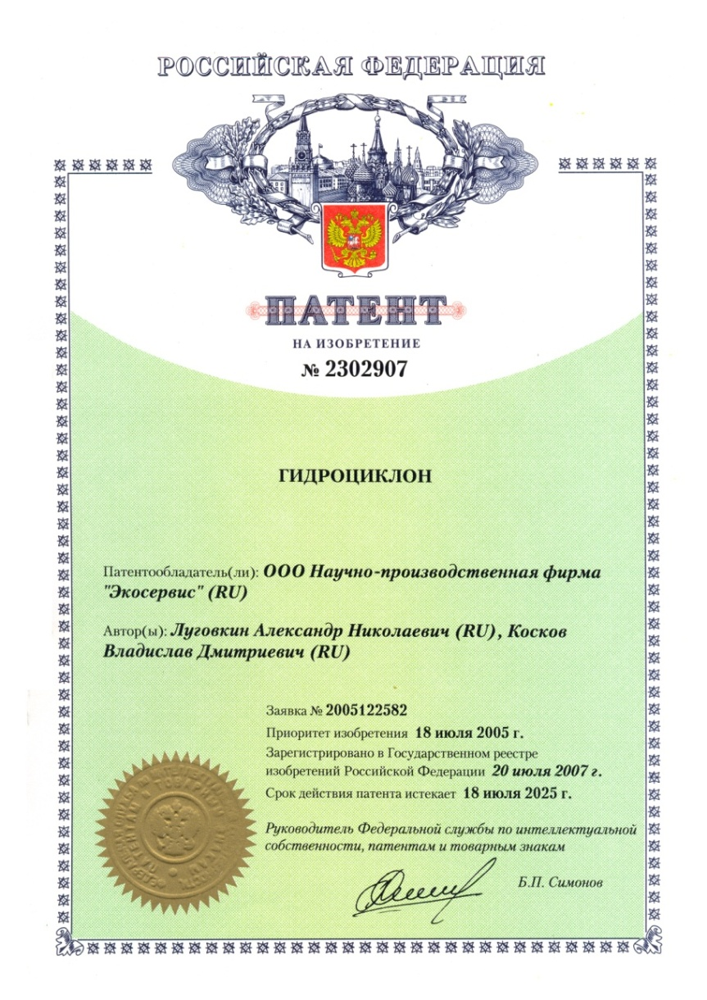 РОССИЙСКАЯ ФЕДЕРАЦИЯ
ПАТЕНТ
НА ИЗОБРЕТЕНИЕ
№ 2302907
ГИДРОЦИКЛОН
Патентообладатель(ли): ООО Научно-производственная фирма
"Экосервис" (RU)
Автор(ы): Луговкин Александр Николаевич (RU), Косков
Владислав Дмитриевич (RU)
Заявка № 2005122582
Приоритет изобретения 18 июля 2005 г.
Зарегистрировано в Государственном реестре
изобретений Российской Федерации 20 июля 2007 г.
Срок действия патента истекает 18 июля 2025 г.
Руководитель Федеральной службы по интеллектуальной
собственности, патентам и товарным знакам
Б.П. Симонов